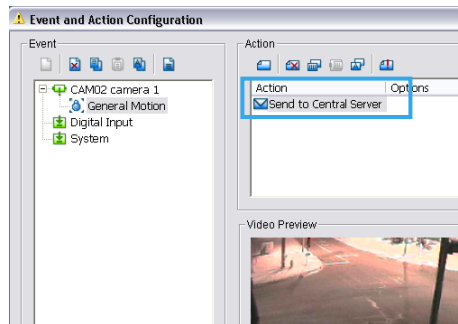 Event and Action Configuration
Event
Action
CAM02 camera 1
General Motion
Digital Input
System
Action Options
Send to Central Server
Video Preview